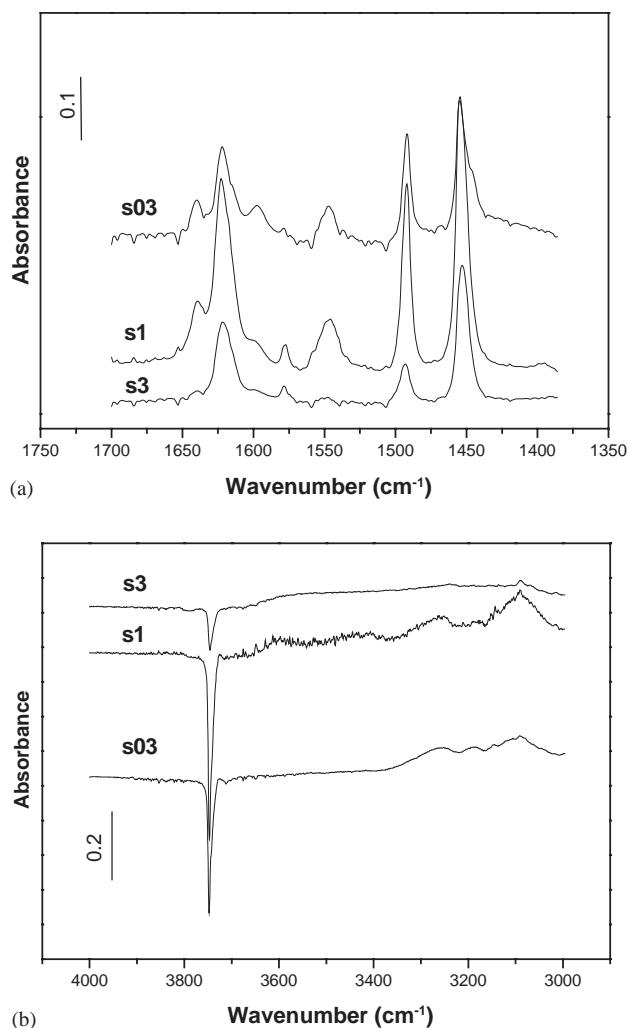 0.1
Absorbance
s03
s1
s3
1750 1700 1650 1600 1550 1500 1450 1400 1350
(a)
Wavenumber (cm-1)
s3
s1
s03
Absorbance
0.2
4000 3800 3600 3400 3200 3000
(b)
Wavenumber (cm-1)